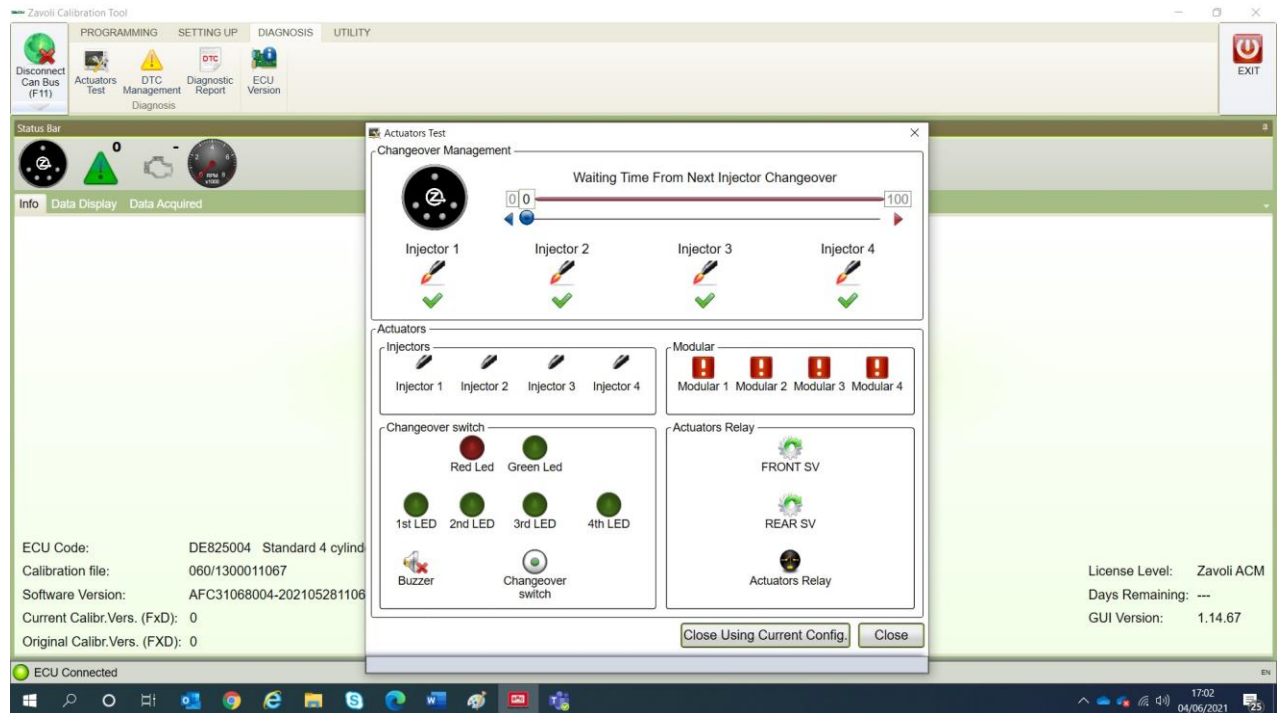 Zavoli Calibration Tool
PROGRAMMING SETTING UP DIAGNOSIS UTILITY
Disconnect Can Bus (F11)
Actuators Test
DTC Management
DTC
Diagnostic Report
ECU Version
Diagnosis
EXIT
Status Bar
0
-
RPM x1000
Info Data Display Data Acquired
Actuators Test
Changeover Management
Waiting Time From Next Injector Changeover
0 0 100
Injector 1 Injector 2 Injector 3 Injector 4
Actuators
Injectors
Injector 1 Injector 2 Injector 3 Injector 4
Modular
Modular 1 Modular 2 Modular 3 Modular 4
Changeover switch
Red Led Green Led
1st LED 2nd LED 3rd LED 4th LED
Buzzer
Changeover
switch
Actuators Relay
FRONT SV
REAR SV
Actuators Relay
Close Using Current Config. Close
ECU Code: DE825004 Standard 4 cylind
Calibration file: 060/1300011067
Software Version: AFC31068004-202105281106
Current Calibr.Vers. (FxD): 0
Original Calibr.Vers. (FXD): 0
License Level: Zavoli ACM
Days Remaining: ---
GUI Version: 1.14.67
ECU Connected
EN
17:02
04/06/2021
25